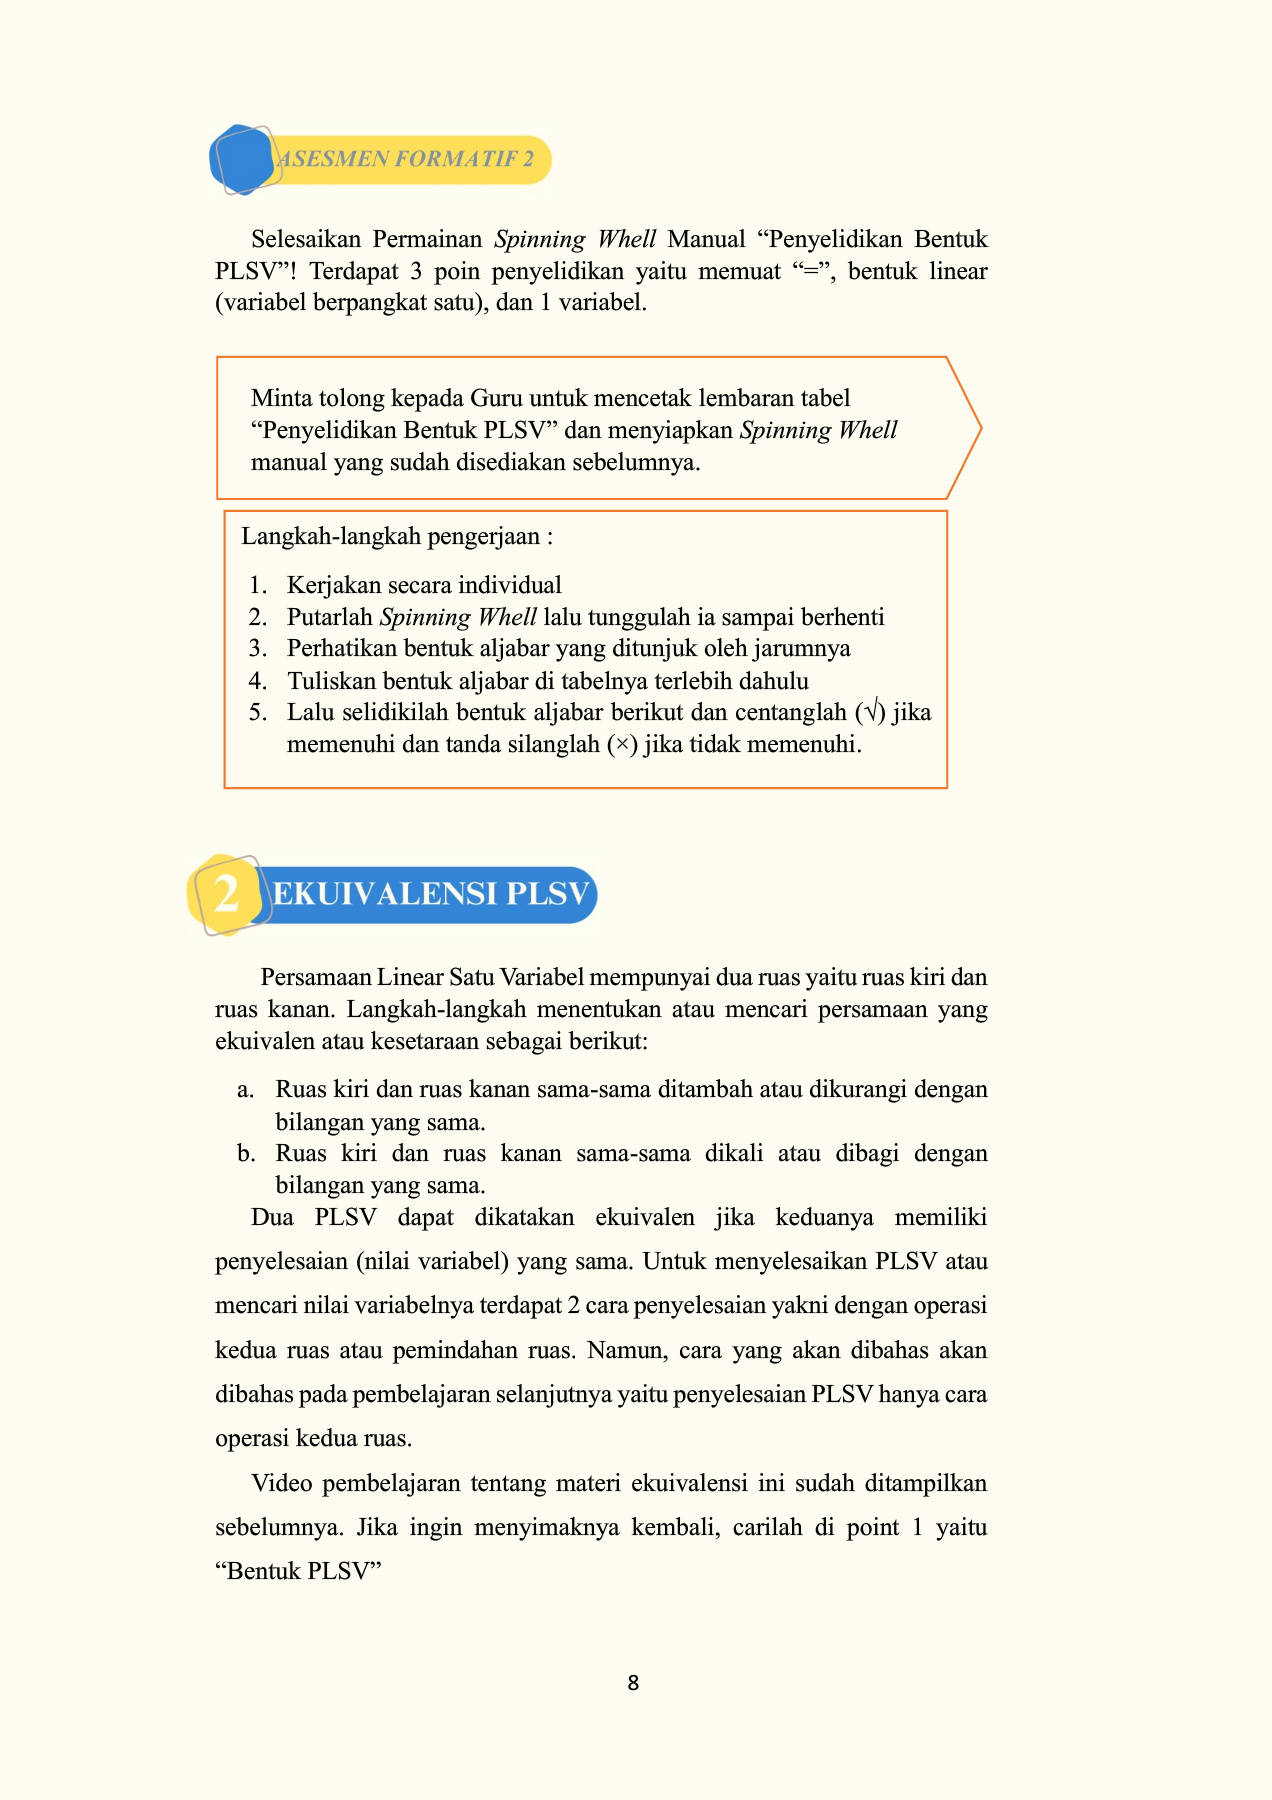 ASESMEN FORMATIF 2
Selesaikan Permainan Spinning Whell Manual “Penyelidikan Bentuk
PLSV”! Terdapat 3 poin penyelidikan yaitu memuat “=”, bentuk linear
(variabel berpangkat satu), dan 1 variabel.
Minta tolong kepada Guru untuk mencetak lembaran tabel
“Penyelidikan Bentuk PLSV” dan menyiapkan Spinning Whell
manual yang sudah disediakan sebelumnya.
Langkah-langkah pengerjaan :
1. Kerjakan secara individual
2. Putarlah Spinning Whell lalu tunggulah ia sampai berhenti
3. Perhatikan bentuk aljabar yang ditunjuk oleh jarumnya
4. Tuliskan bentuk aljabar di tabelnya terlebih dahulu
5. Lalu selidikilah bentuk aljabar berikut dan centanglah (√) jika
memenuhi dan tanda silanglah (×) jika tidak memenuhi.
2 EKUIVALENSI PLSV
Persamaan Linear Satu Variabel mempunyai dua ruas yaitu ruas kiri dan
ruas kanan. Langkah-langkah menentukan atau mencari persamaan yang
ekuivalen atau kesetaraan sebagai berikut:
a. Ruas kiri dan ruas kanan sama-sama ditambah atau dikurangi dengan
bilangan yang sama.
b. Ruas kiri dan ruas kanan sama-sama dikali atau dibagi dengan
bilangan yang sama.
Dua PLSV dapat dikatakan ekuivalen jika keduanya memiliki
penyelesaian (nilai variabel) yang sama. Untuk menyelesaikan PLSV atau
mencari nilai variabelnya terdapat 2 cara penyelesaian yakni dengan operasi
kedua ruas atau pemindahan ruas. Namun, cara yang akan dibahas akan
dibahas pada pembelajaran selanjutnya yaitu penyelesaian PLSV hanya cara
operasi kedua ruas.
Video pembelajaran tentang materi ekuivalensi ini sudah ditampilkan
sebelumnya. Jika ingin menyimaknya kembali, carilah di point 1 yaitu
“Bentuk PLSV”
8